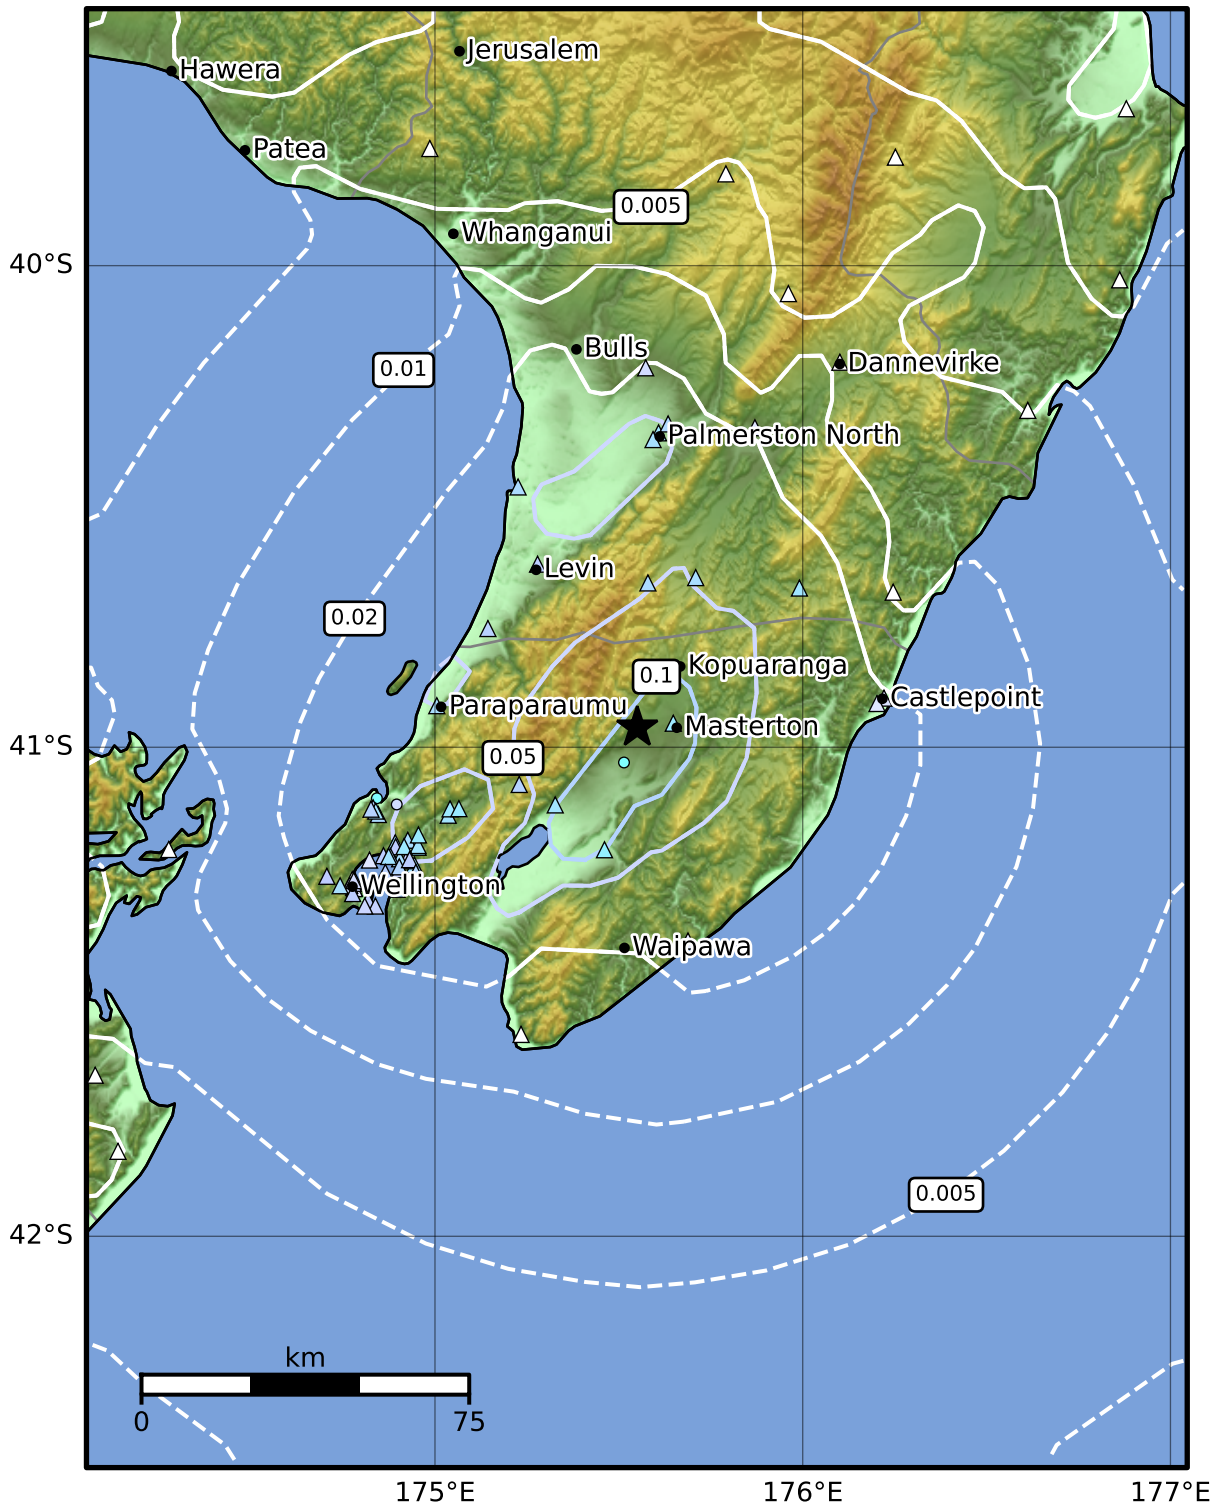 Jerusalem
Hawera
Patea
0.005
Whanganui
40°S
Bulls
0.01
Dannevirke
Palmerston North
Levin
0.02
Kopuaranga
0.1
Castlepoint
Paraparaumu
Masterton
41°S
0.05
Wellington
Waipawa
0.005
42°S
km
0 75
175°E 176°E 177°E